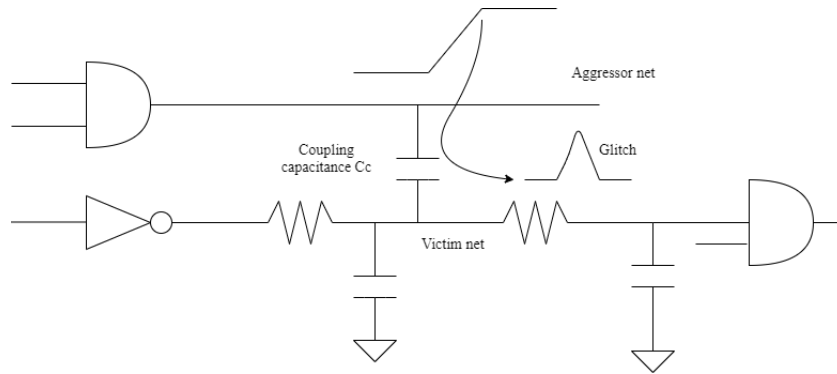 Aggressor net
Coupling
capacitance Cc
Glitch
Victim net